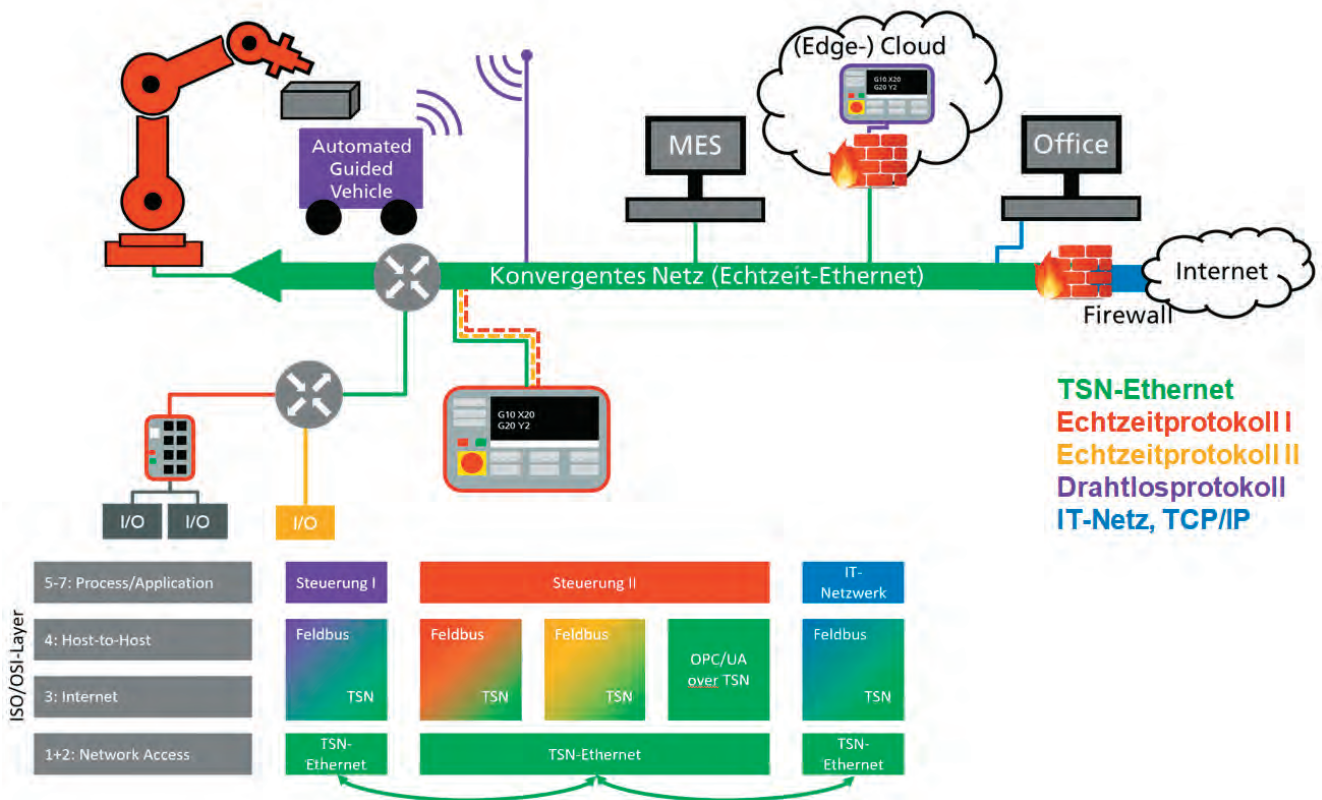 (Edge-) Cloud
G10 X20
G20 Y2
Automated
Guided
Vehicle
MES
Office
Konvergentes Netz (Echtzeit-Ethernet)
Internet
Firewall
G10 X20
G20 Y2
TSN-Ethernet
Echtzeitprotokoll I
Echtzeitprotokoll II
Drahtlosprotokoll
IT-Netz, TCP/IP
I/O
I/O
I/O
ISO/OSI-Layer
5-7: Process/Application
Steuerung I
Steuerung II
IT-
Netzwerk
4: Host-to-Host
3: Internet
Feldbus
TSN
Feldbus
TSN
Feldbus
TSN
OPC/UA
over TSN
Feldbus
TSN
1+2: Network Access
TSN-
Ethernet
TSN-Ethernet
TSN-
Ethernet